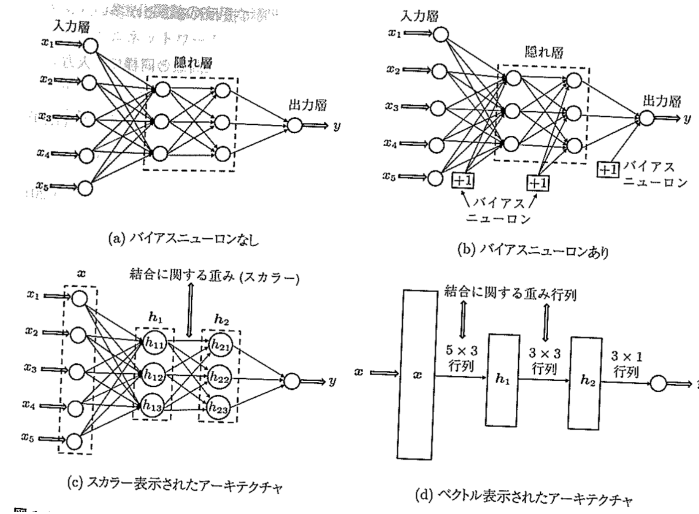 入力層
x₁
x₂
x₃
x₄
x₅
隠れ層
出力層
y
(a) バイアスニューロンなし
入力層
x₁
x₂
x₃
x₄
x₅
隠れ層
出力層
y
+1
+1
+1
バイアス
ニューロン
バイアス
ニューロン
(b) バイアスニューロンあり
結合に関する重み (スカラー)
x
x₁
x₂
x₃
x₄
x₅
h₁
h₂
h₁₁
h₁₂
h₁₃
h₂₁
h₂₂
h₂₃
y
(c) スカラー表示されたアーキテクチャ
結合に関する重み行列
5 × 3
行列
3 × 3
行列
3 × 1
行列
x
x
h₁
h₂
(d) ベクトル表示されたアーキテクチャ